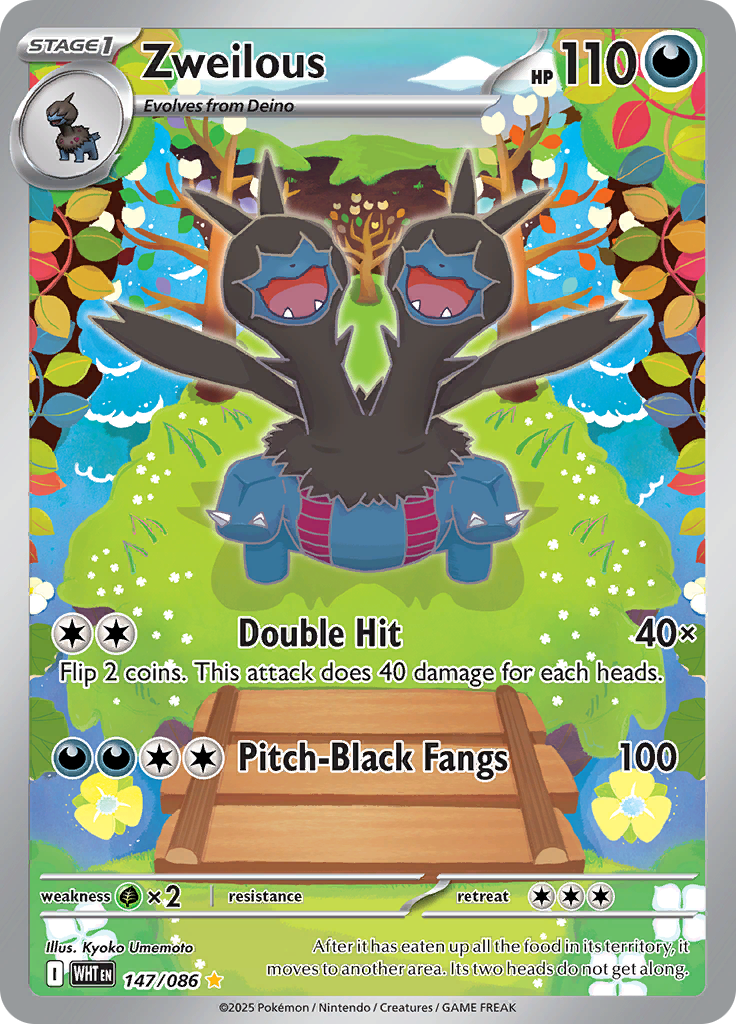 STAGE1
Zweilous
HP 110
Evolves from Deino
Double Hit 40×
Flip 2 coins. This attack does 40 damage for each heads.
Pitch-Black Fangs 100
weakness ×2 resistance retreat
Illus. Kyoko Umemoto
After it has eaten up all the food in its territory, it
moves to another area. Its two heads do not get along.
I WHT EN 147/086
©2025 Pokémon / Nintendo / Creatures / GAME FREAK